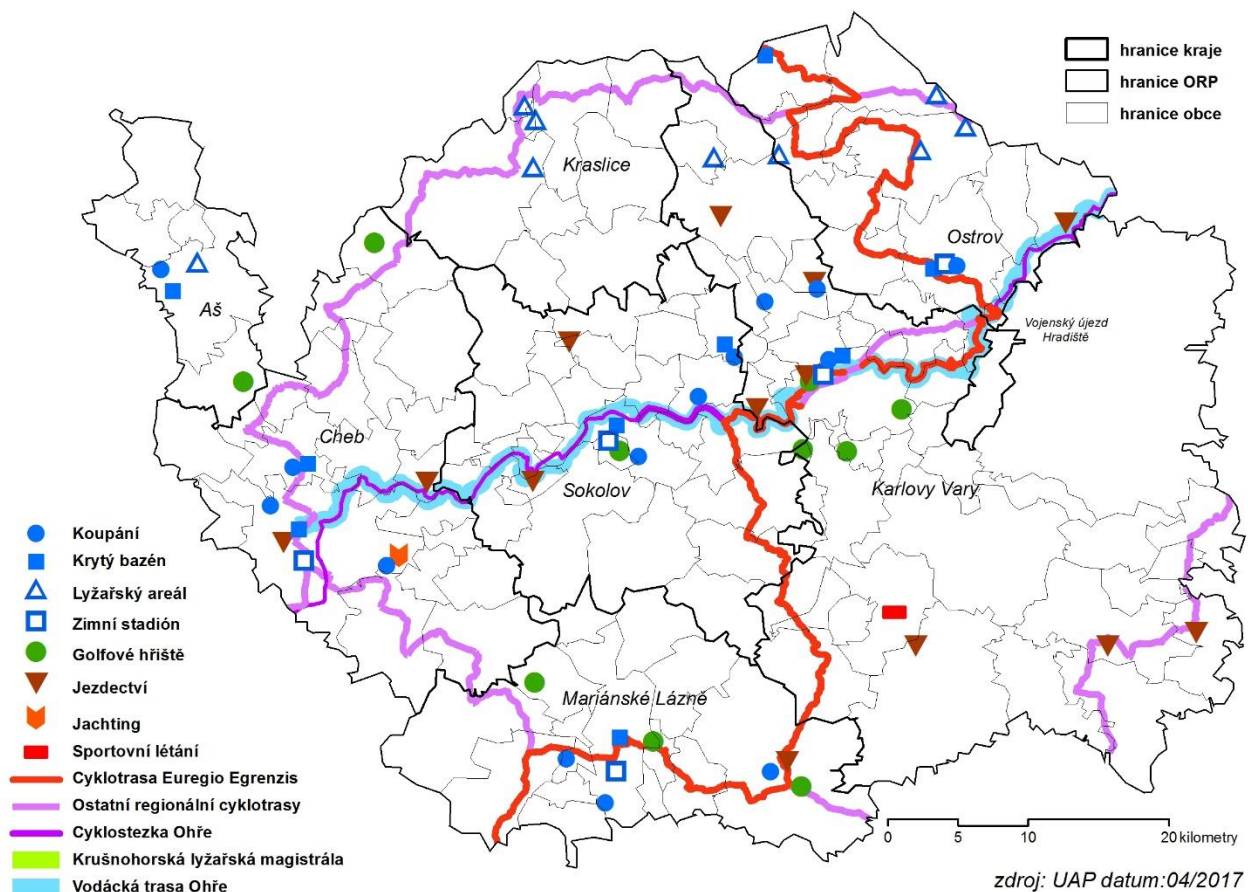 hranice kraje
hranice ORP
hranice obce
Kraslice
Ostrov
Aš
Vojenský újezd
Hradiště
Cheb
Sokolov
Karlovy Vary
Mariánské Lázně
Koupání
Krytý bazén
Lyžařský areál
Zimní stadión
Golfové hřiště
Jezdectví
Jachting
Sportovní létání
Cyklotrasa Euregio Egrenzis
Ostatní regionální cyklotrasy
Cyklostezka Ohře
Krušnohorská lyžařská magistrála
Vodácká trasa Ohře
0 5 10 20 kilometry
zdroj: UAP datum:04/2017